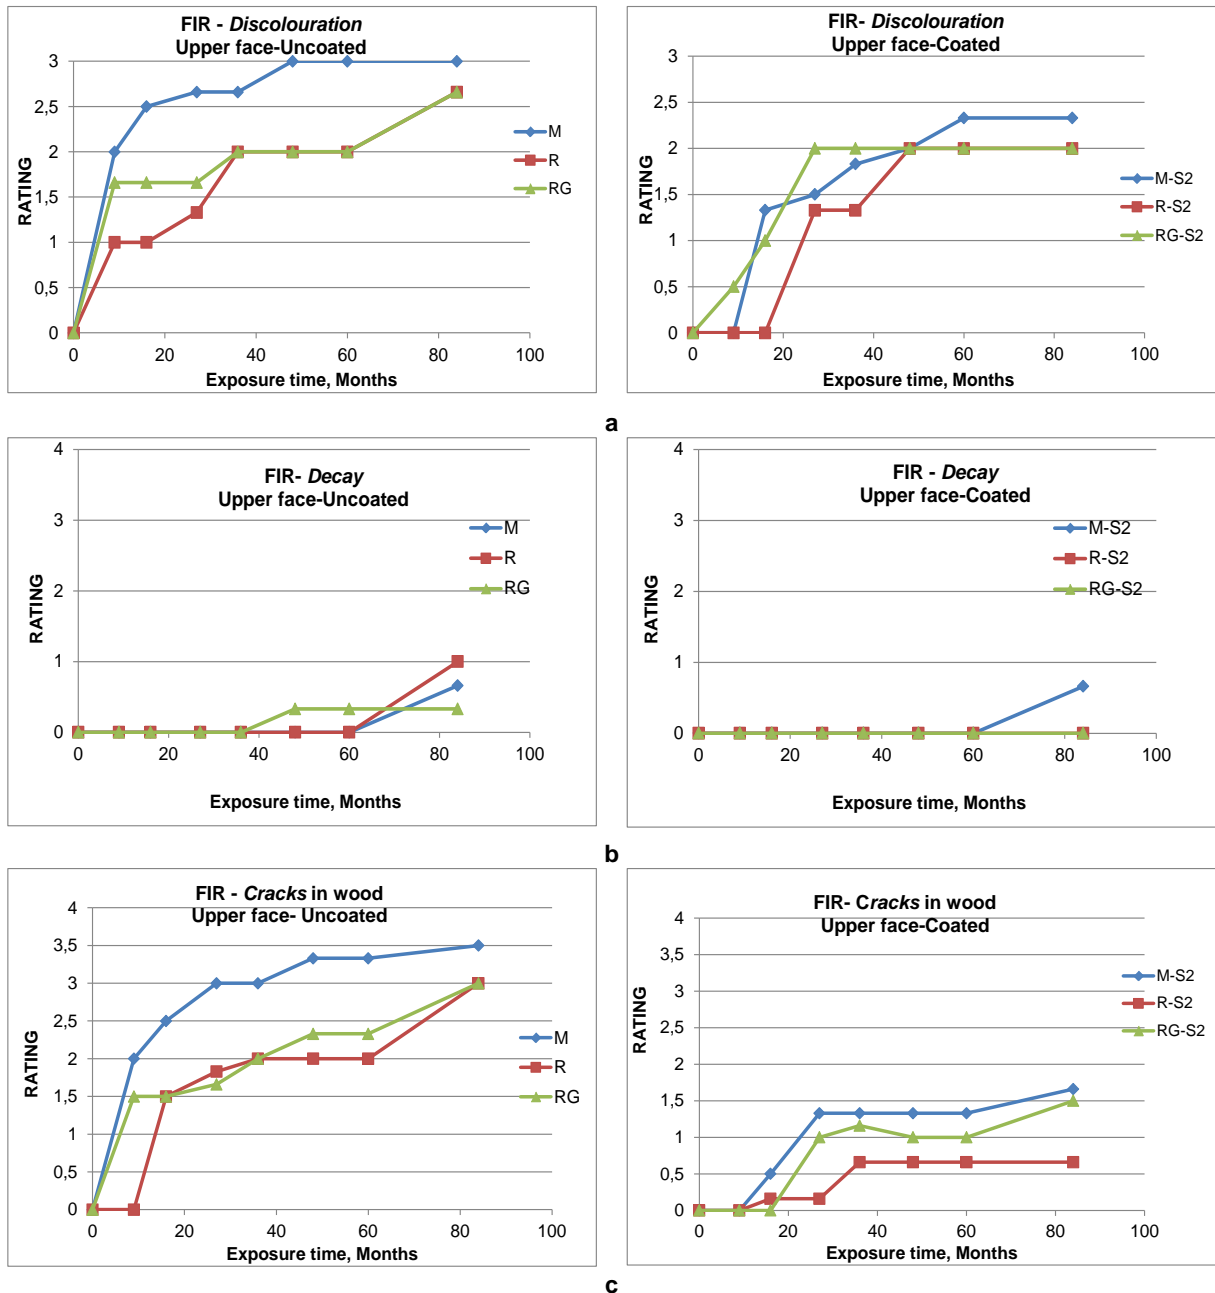 FIR - Discolouration
Upper face-Uncoated
3
2,5
2
1,5
1
0,5
0
RATING
0 20 40 60 80 100
Exposure time, Months
M
R
RG
FIR- Discolouration
Upper face-Coated
3
2,5
2
1,5
1
0,5
0
RATING
0 20 40 60 80 100
Exposure time, Months
M-S2
R-S2
RG-S2
a
FIR- Decay
Upper face-Uncoated
4
3
2
1
0
RATING
0 20 40 60 80 100
Exposure time, Months
M
R
RG
FIR - Decay
Upper face-Coated
4
3
2
1
0
RATING
0 20 40 60 80 100
Exposure time, Months
M-S2
R-S2
RG-S2
b
FIR - Cracks in wood
Upper face- Uncoated
4
3,5
3
2,5
2
1,5
1
0,5
0
RATING
0 20 40 60 80 100
Exposure time, Months
M
R
RG
FIR- Cracks in wood
Upper face-Coated
4
3,5
3
2,5
2
1,5
1
0,5
0
RATING
0 20 40 60 80 100
Exposure time, Months
M-S2
R-S2
RG-S2
c